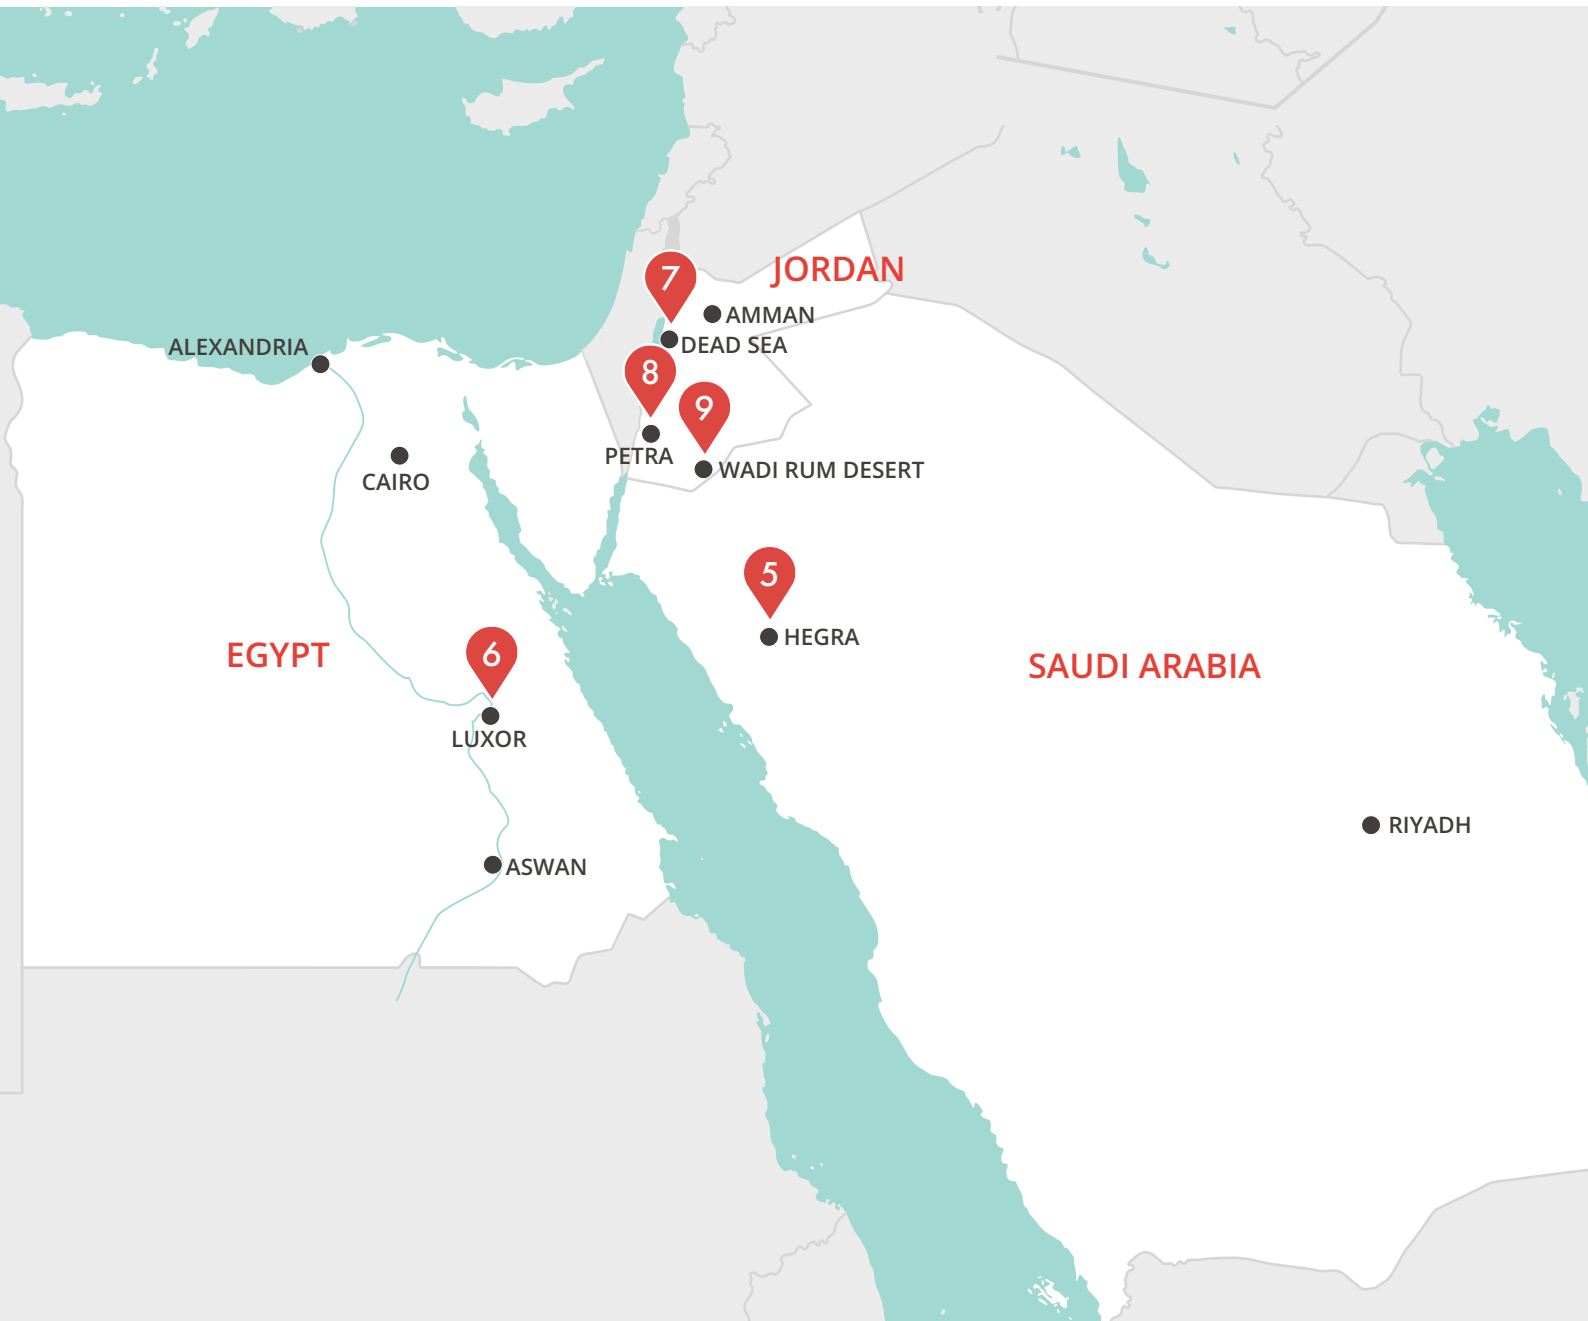 JORDAN
7
AMMAN
DEAD SEA
ALEXANDRIA
8
9
PETRA
WADI RUM DESERT
CAIRO
5
HEGRA
EGYPT
6
SAUDI ARABIA
LUXOR
RIYADH
ASWAN